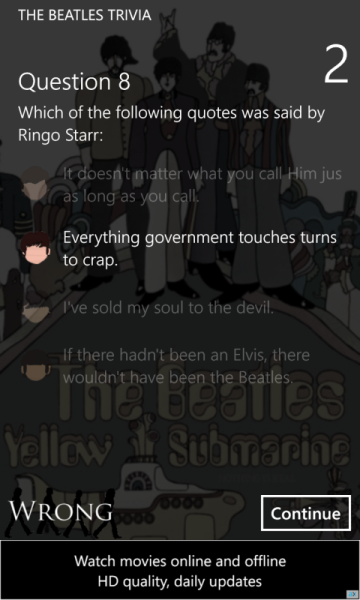 THE BEATLES TRIVIA
2
Question 8
Which of the following quotes was said by
Ringo Starr:
It doesn't matter what you call Him jus
as long as you call.
Everything government touches turns
to crap.
I've sold my soul to the devil.
If there hadn't been an Elvis, there
wouldn't have been the Beatles.
The Beatles
Yellow Submarine
WRONG
Continue
Watch movies online and offline
HD quality, daily updates